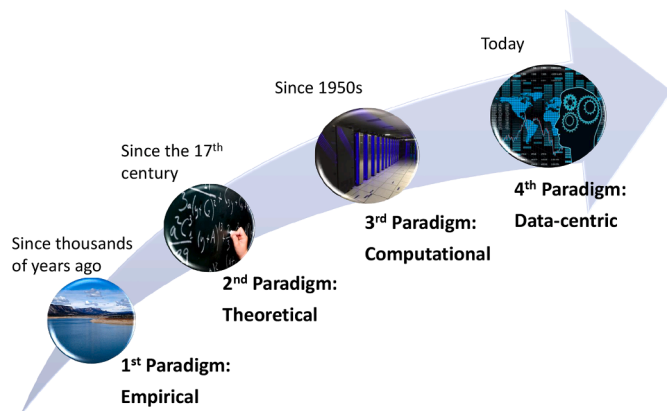 Since thousands
of years ago
1st Paradigm:
Empirical
Since the 17th
century
2nd Paradigm:
Theoretical
Since 1950s
3rd Paradigm:
Computational
Today
4th Paradigm:
Data-centric